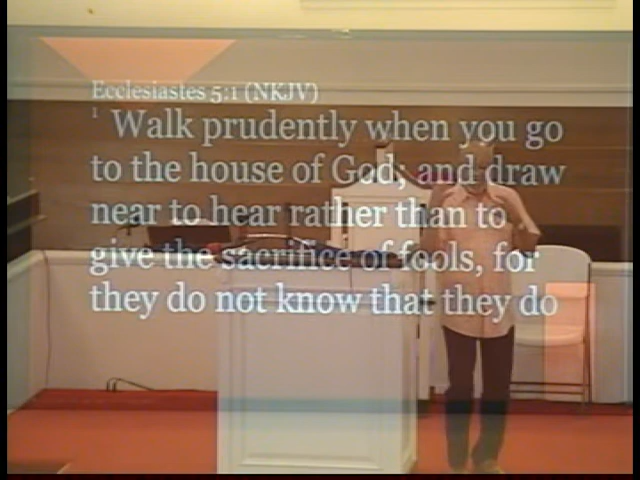 Ecclesiastes 5:1 (NKJV)
1 Walk prudently when you go
to the house of God; and draw
near to hear rather than to
give the sacrifice of fools, for
they do not know that they do